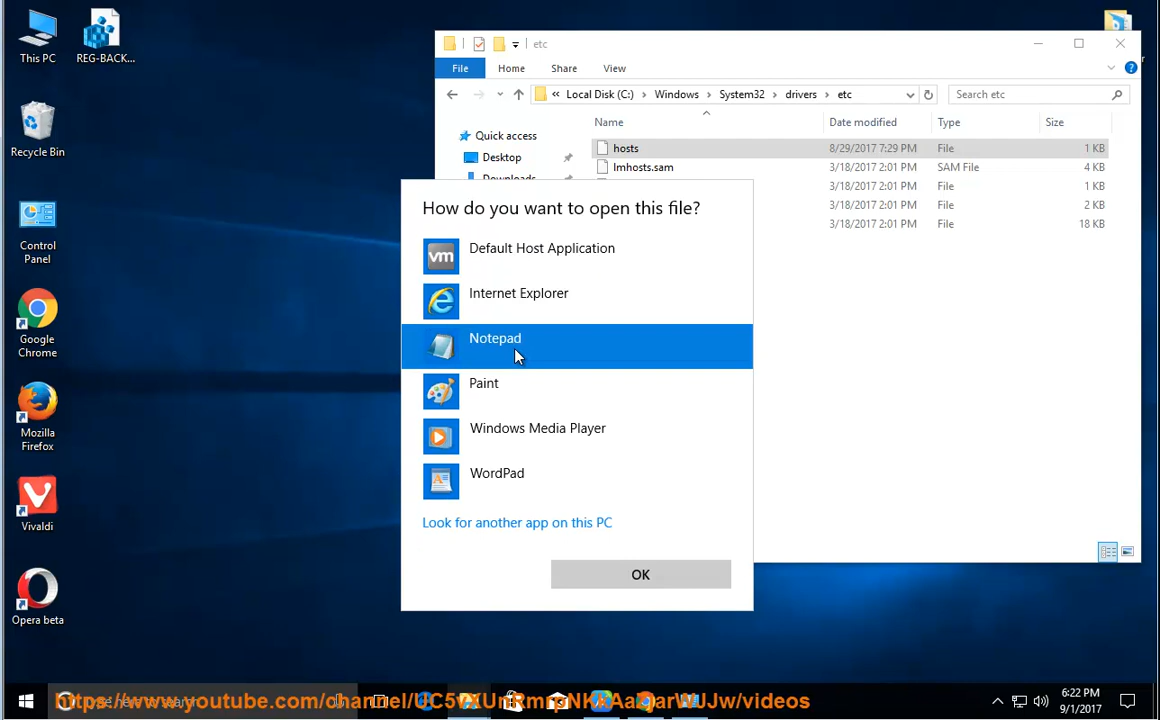 This PC
REG-BACK...
Recycle Bin
Control
Panel
Google
Chrome
Mozilla
Firefox
Vivaldi
Opera beta
etc
File Home Share View
« Local Disk (C:) > Windows > System32 > drivers > etc
Search etc
Name Date modified Type Size
Quick access
Desktop
Downloads
hosts 8/29/2017 7:29 PM File 1 KB
lmhosts.sam 3/18/2017 2:01 PM SAM File 4 KB
3/18/2017 2:01 PM File 1 KB
3/18/2017 2:01 PM File 2 KB
3/18/2017 2:01 PM File 18 KB
How do you want to open this file?
vm
Default Host Application
Internet Explorer
Notepad
Paint
Windows Media Player
WordPad
Look for another app on this PC
OK
6:22 PM
9/1/2017